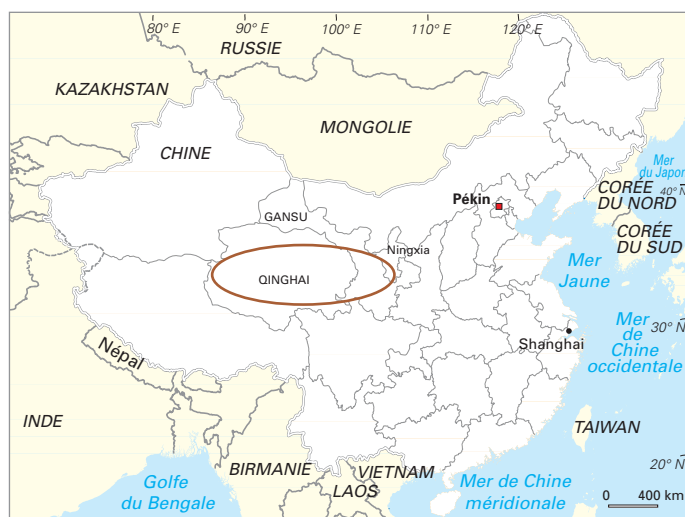 80° E
90° E
100° E
110° E
120° E
RUSSIE
KAZAKHSTAN
MONGOLIE
CHINE
Mer
du Japon
40° N
CORÉE
DU NORD
Pékin
GANSU
CORÉE
DU SUD
Ningxia
Mer
Jaune
QINGHAI
30° N
Mer
de
Chine
occidentale
Shanghai
Népal
INDE
TAIWAN
20° N
BIRMANIE
VIETNAM
LAOS
Golfe
du Bengale
Mer de Chine
méridionale
0 400 km